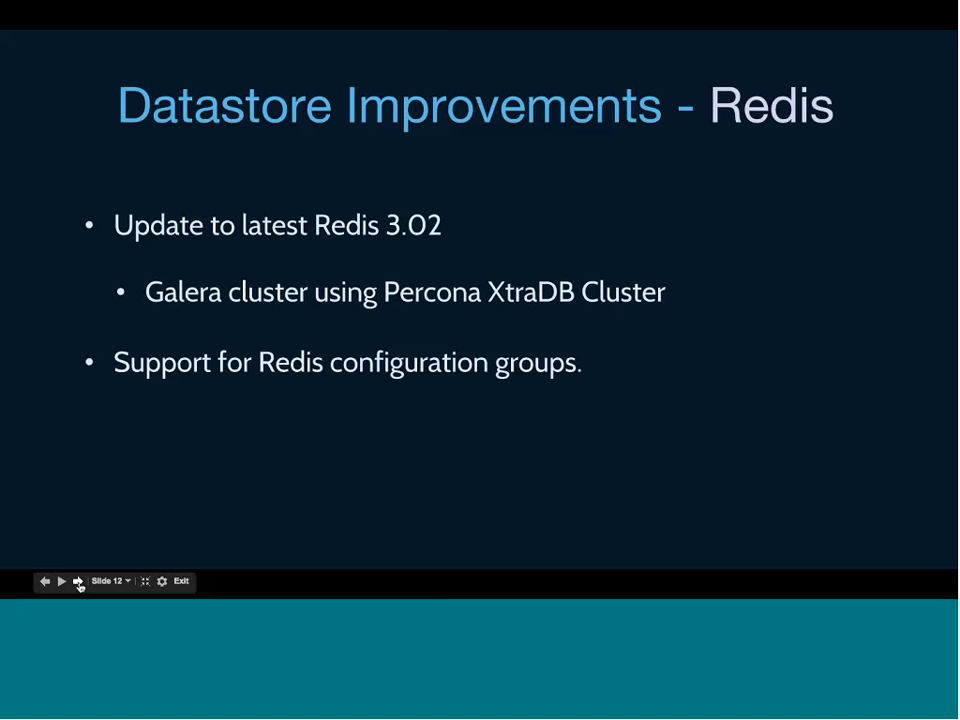 Datastore Improvements - Redis
• Update to latest Redis 3.02
• Galera cluster using Percona XtraDB Cluster
• Support for Redis configuration groups.
Slide 12 Exit